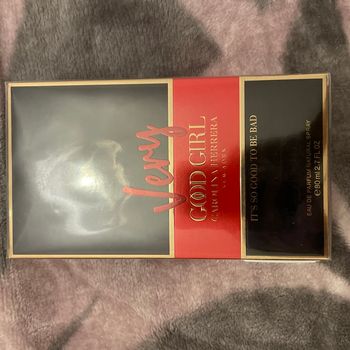 Very
GOOD GIRL
CAROLINA HERRERA
NEW YORK
IT'S SO GOOD TO BE BAD
EAU DE PARFUM NATURAL SPRAY
℮ 80 ml 2.7 FL OZ